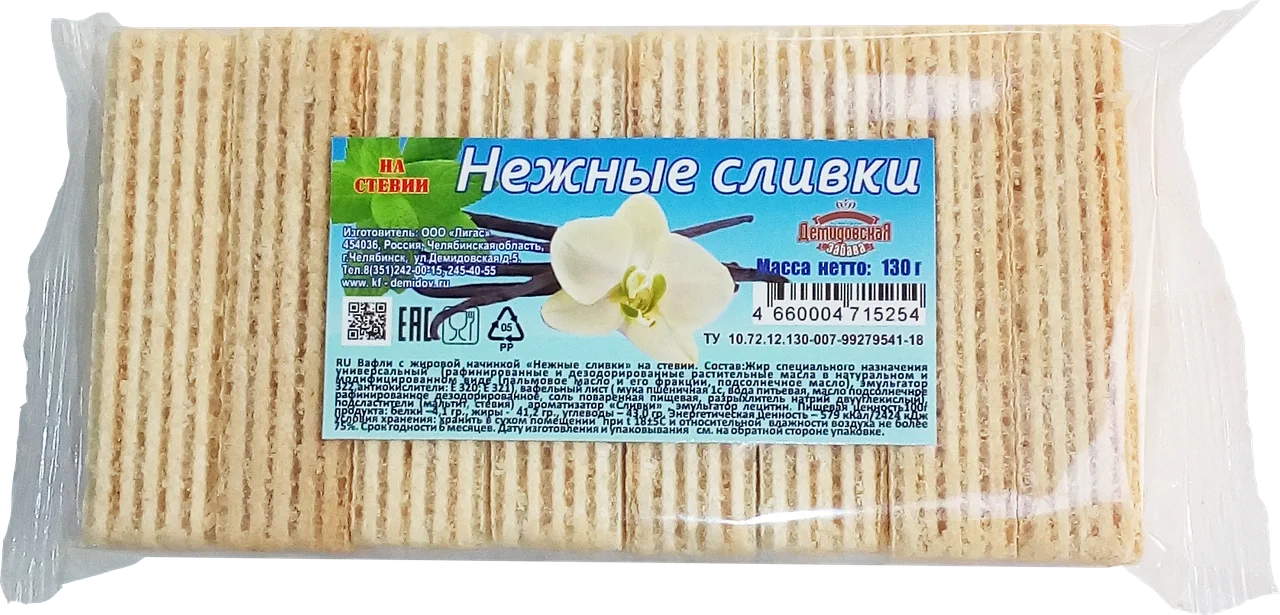 НА
СТЕВИИ
Нежные сливки
Изготовитель: ООО «Лигас»
454036, Россия, Челябинская область,
г.Челябинск, ул.Демидовская д.5.
Тел.8(351)242-00-15, 245-40-55
www. kf - demidov.ru
Демидовская
забава
Масса нетто: 130 г
4 660004 715254
ЕАС
05
PP
ТУ 10.72.12.130-007-99279541-18
RU Вафли с жировой начинкой «Нежные сливки» на стевии. Состав:Жир специального назначения
универсальный (рафинированные и дезодорированные растительные масла в натуральном и
модифицированном виде (пальмовое масло и его фракции, подсолнечное масло), Эмульгатор
322,антиокислители: Е 320; Е 321), вафельный лист ( мука пшеничная 1с, вода питьевая, масло подсолнечное
рафинированное дезодорированное, соль поваренная пищевая, разрыхлитель натрий двууглекислый),
подсластители (мальтит, стевия) , ароматизатор «Сливки» , эмульгатор лецитин. Пищевая ценность 100г
продукта: белки –4,1 гр., жиры - 41,2 гр., углеводы – 43,0 гр. Энергетическая ценность – 579 кКал/2424 кДж
Условия хранения: хранить в сухом помещении при t 18±5С и относительной влажности воздуха не более
75%. Срок годности 6 месяцев. Дату изготовления и упаковывания см. на обратной стороне упаковке.